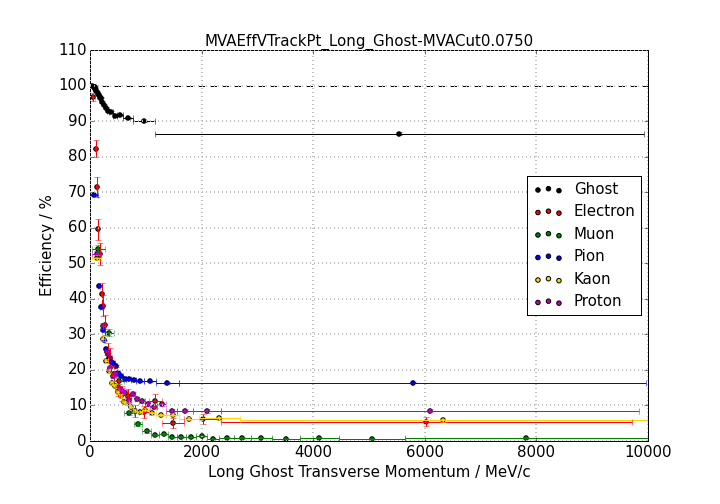 MVAEffVTrackPt_Long_Ghost-MVACut0.0750
110
100
90
80
70
60
50
40
30
20
10
0
Efficiency / %
Ghost
Electron
Muon
Pion
Kaon
Proton
0 2000 4000 6000 8000 10000
Long Ghost Transverse Momentum / MeV/c